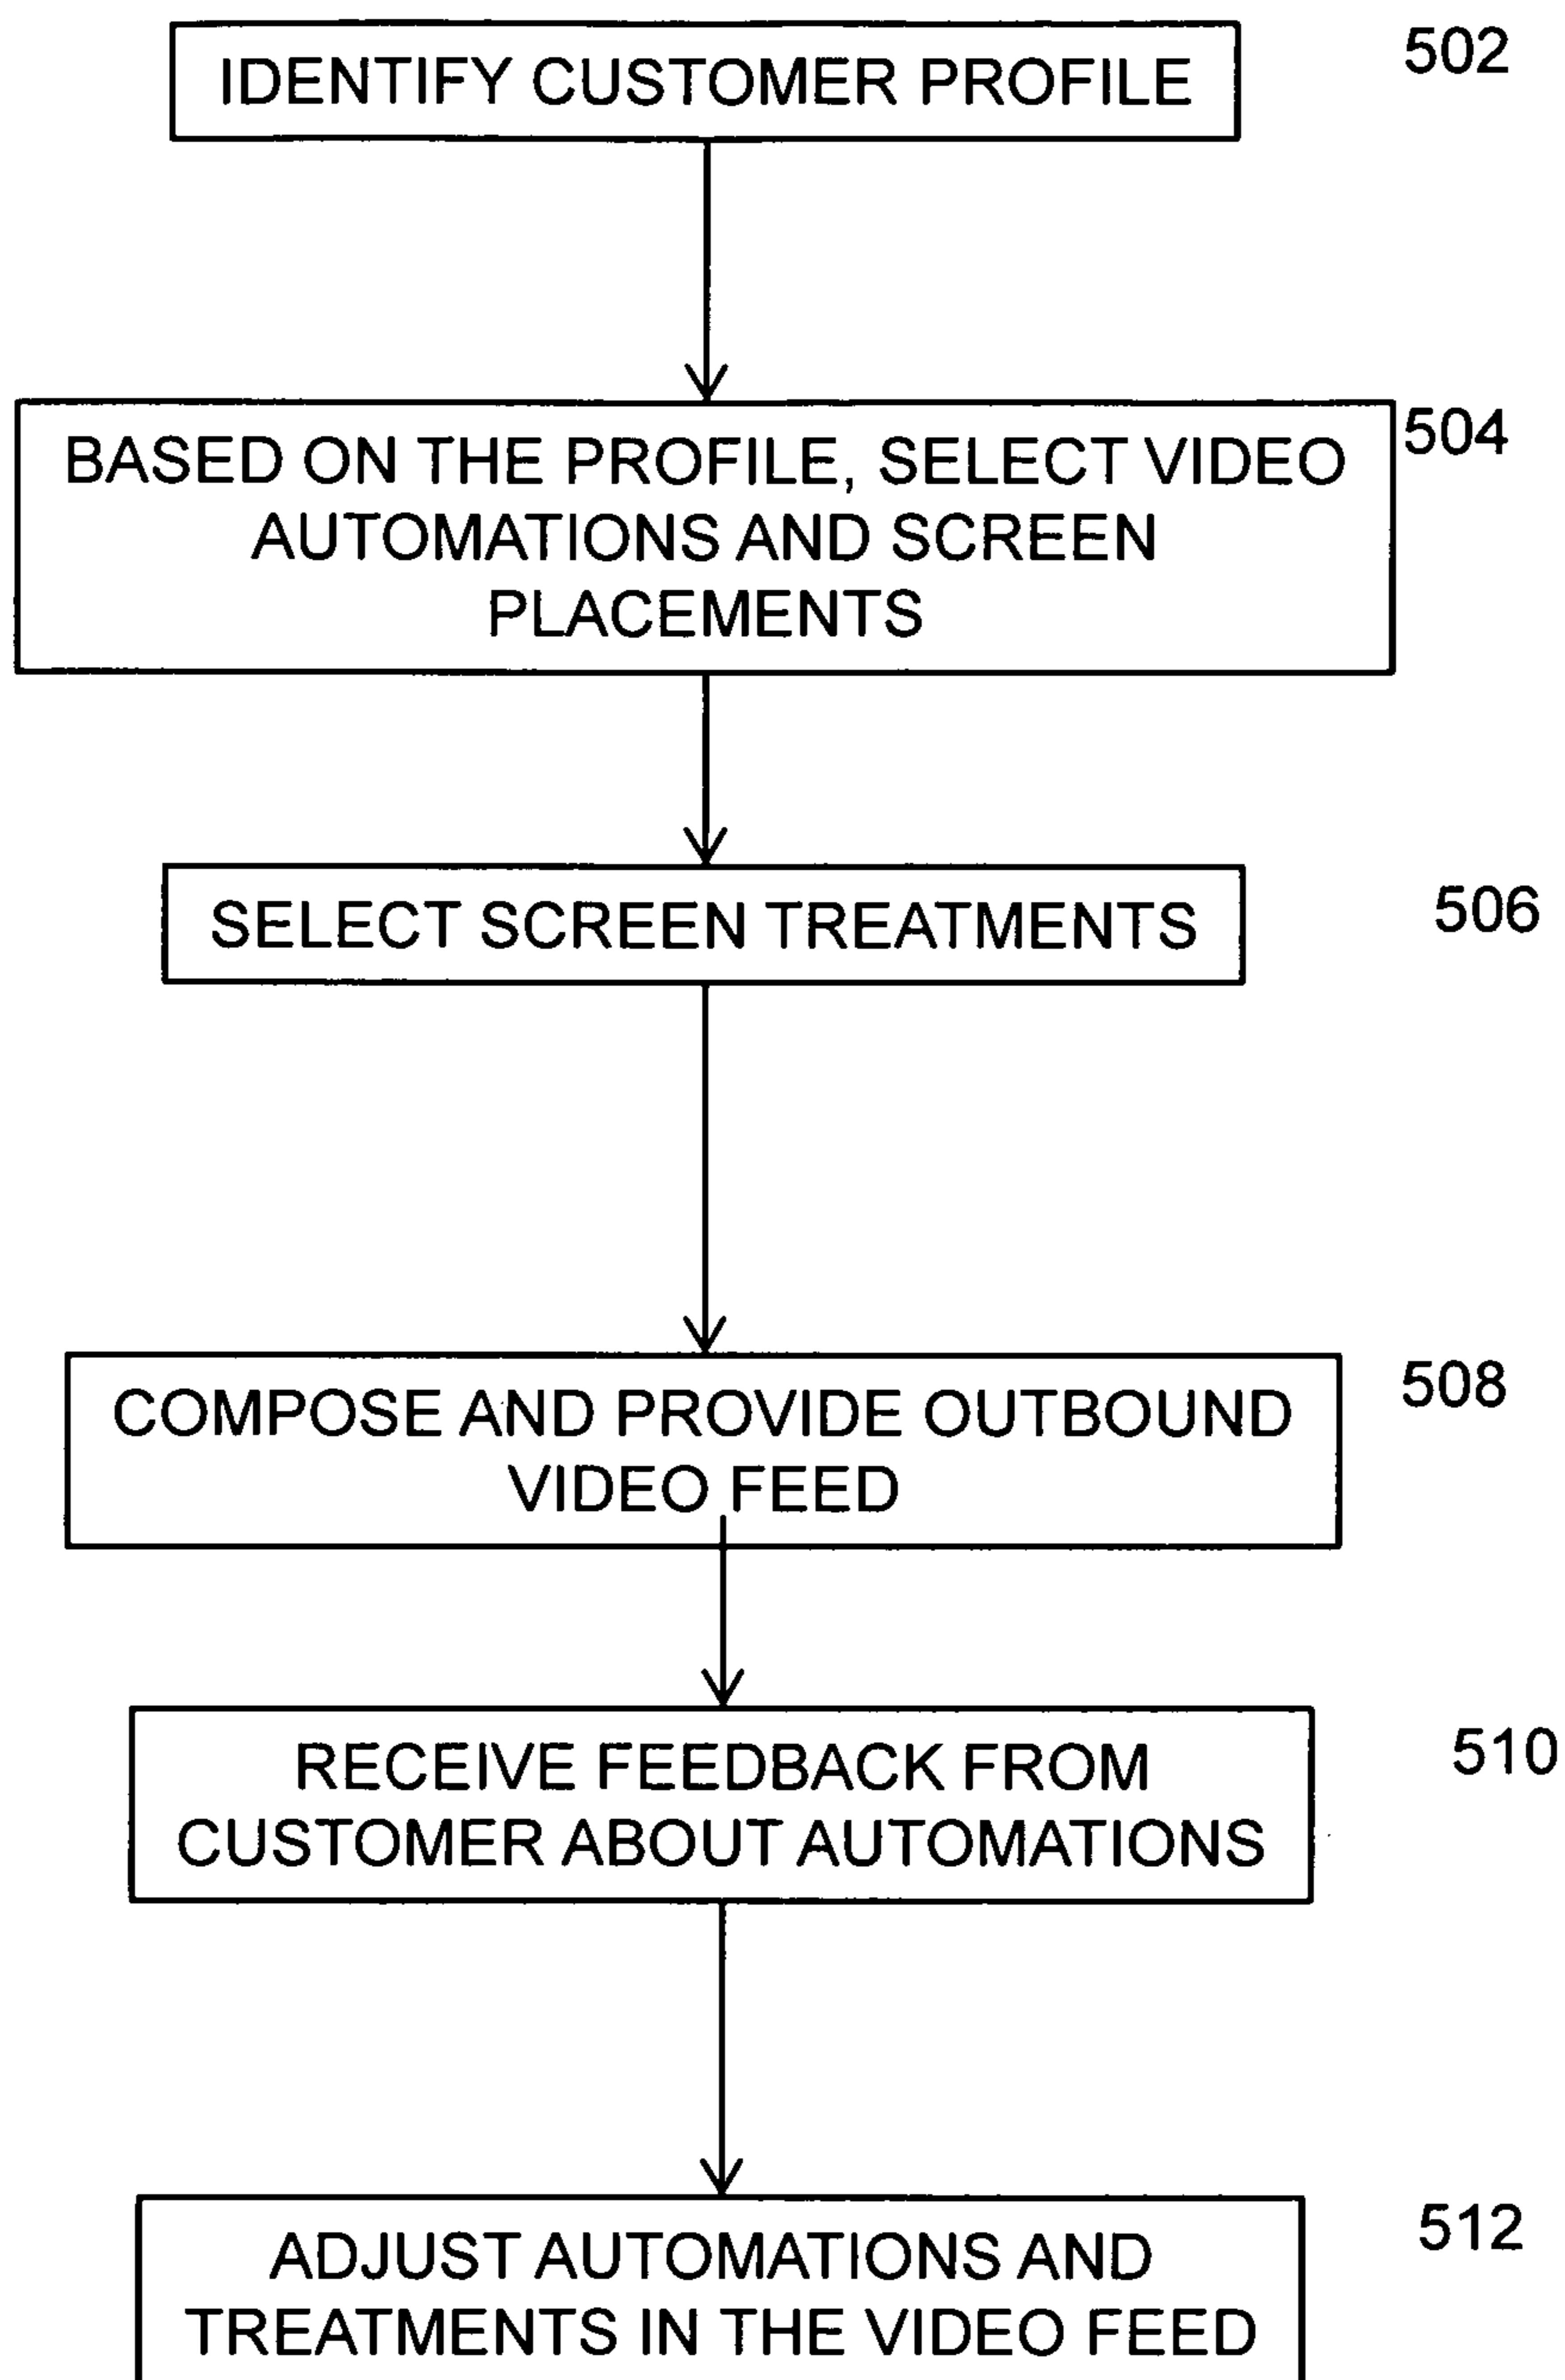 IDENTIFY CUSTOMER PROFILE
502
BASED ON THE PROFILE, SELECT VIDEO
AUTOMATIONS AND SCREEN
PLACEMENTS
504
SELECT SCREEN TREATMENTS
506
COMPOSE AND PROVIDE OUTBOUND
VIDEO FEED
508
RECEIVE FEEDBACK FROM
CUSTOMER ABOUT AUTOMATIONS
510
ADJUST AUTOMATIONS AND
TREATMENTS IN THE VIDEO FEED
512